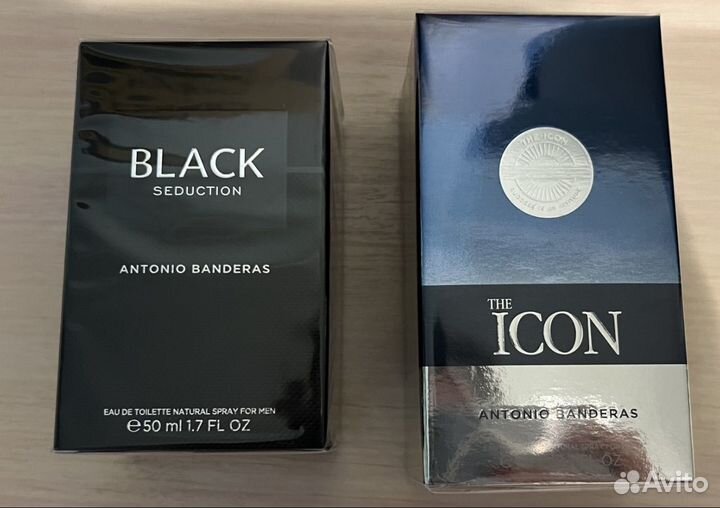 BLACK
SEDUCTION
ANTONIO BANDERAS
EAU DE TOILETTE NATURAL SPRAY FOR MEN
℮50 ml 1.7 FL OZ
THE ICON
THE
ICON
ANTONIO BANDERAS
OZ
Avito